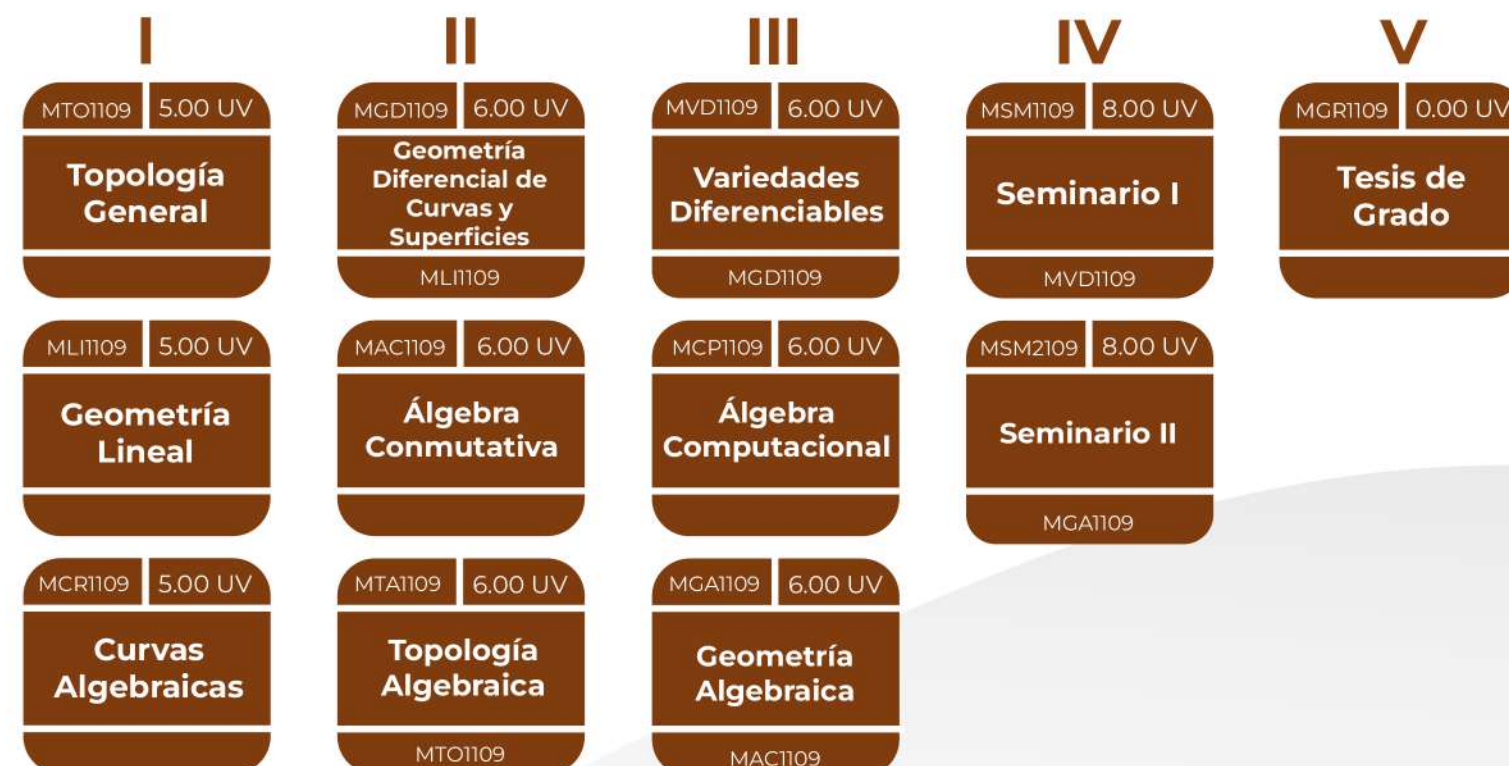 I II III IV V
MTO1109 5.00 UV
Topología
General
MGD1109 6.00 UV
Geometría
Diferencial de
Curvas y
Superficies
MLI1109
MVD1109 6.00 UV
Variedades
Diferenciables
MGD1109
MSM1109 8.00 UV
Seminario I
MVD1109
MGR1109 0.00 UV
Tesis de
Grado
MLI1109 5.00 UV
Geometría
Lineal
MAC1109 6.00 UV
Álgebra
Conmutativa
MCP1109 6.00 UV
Álgebra
Computacional
MSM2109 8.00 UV
Seminario II
MGA1109
MCR1109 5.00 UV
Curvas
Algebraicas
MTA1109 6.00 UV
Topología
Algebraica
MTO1109
MGA1109 6.00 UV
Geometría
Algebraica
MAC1109